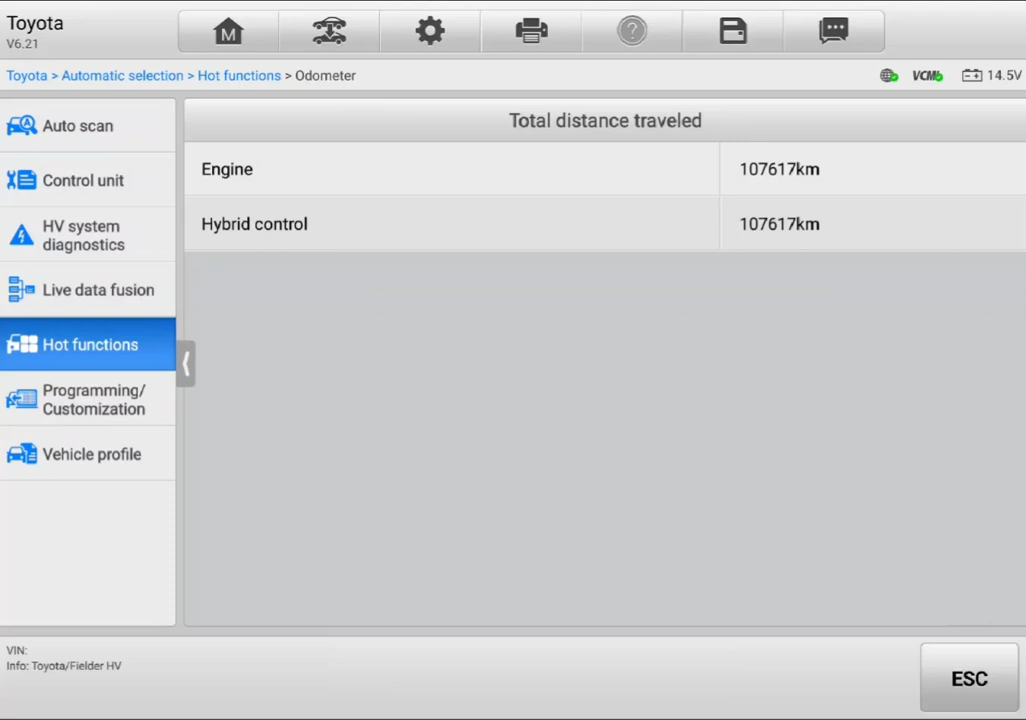 Toyota
V6.21
M
?
Toyota > Automatic selection > Hot functions > Odometer
VCMI
14.5V
Auto scan
Control unit
HV system
diagnostics
Live data fusion
Hot functions
Programming/
Customization
Vehicle profile
Total distance traveled
Engine 107617km
Hybrid control 107617km
VIN:
Info: Toyota/Fielder HV
ESC